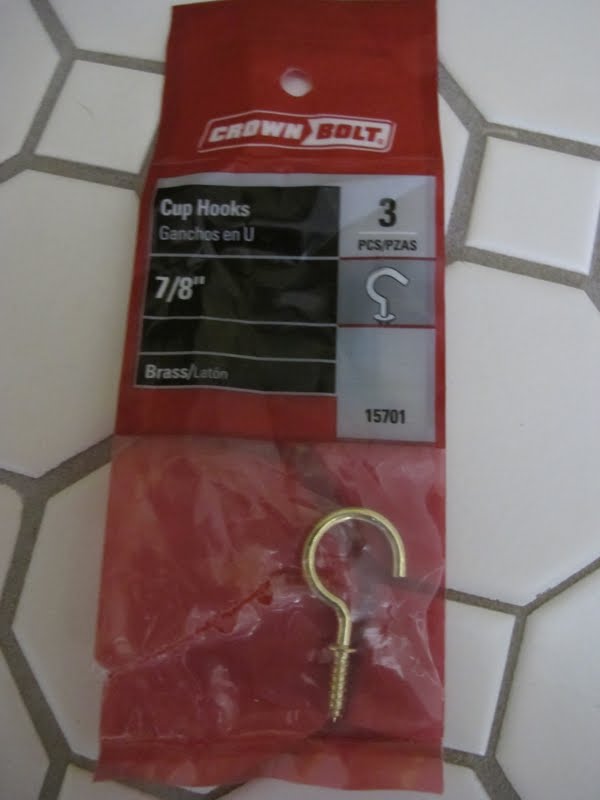 CROWN BOLT®
Cup Hooks
Ganchos en U
3
PCS/PZAS
7/8"
Brass/Latón
15701